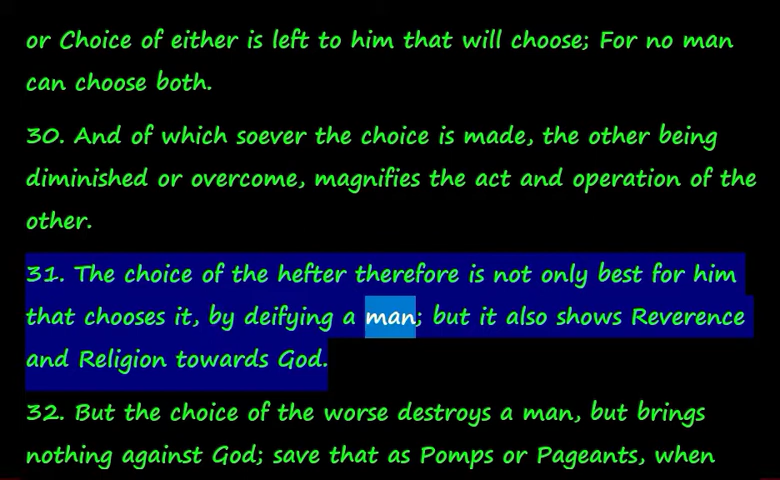 or Choice of either is left to him that will choose; For no man
can choose both.
30. And of which soever the choice is made, the other being
diminished or overcome, magnifies the act and operation of the
other.
31. The choice of the hefter therefore is not only best for him
that chooses it, by deifying a man; but it also shows Reverence
and Religion towards God.
32. But the choice of the worse destroys a man, but brings
nothing against God; save that as Pomps or Pageants, when